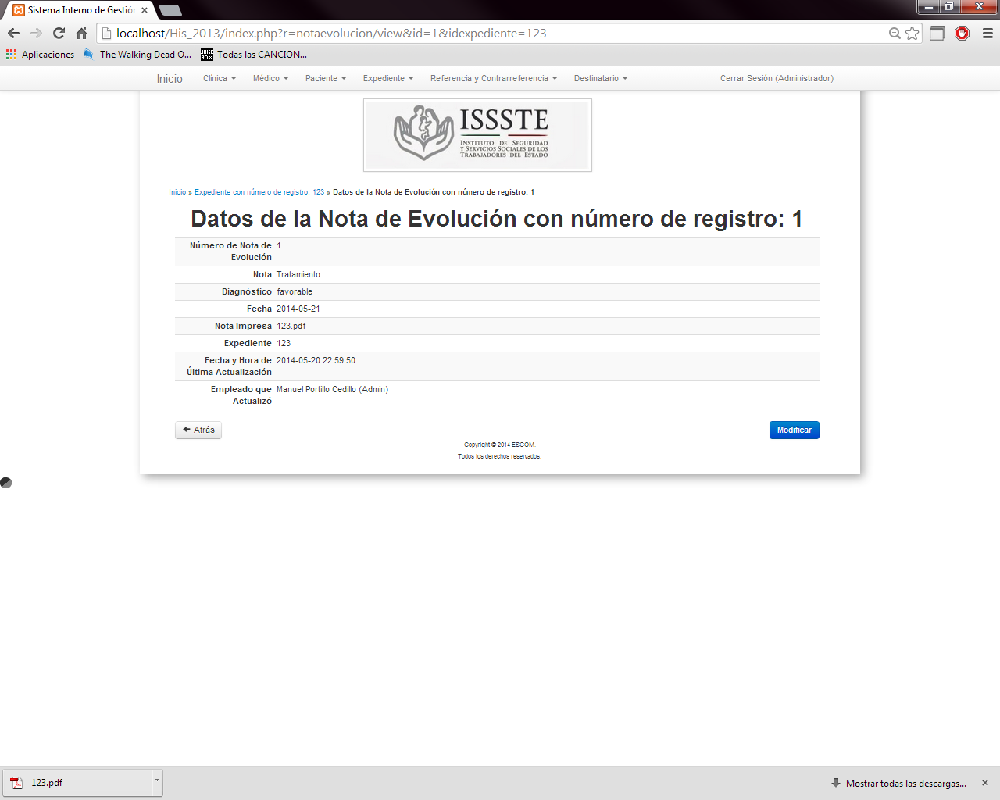 Sistema Interno de Gestión
localhost/His_2013/index.php?r=notaevolucion/view&id=1&idexpediente=123
Aplicaciones The Walking Dead O... JUKE BOX Todas las CANCION...
Inicio Clínica Médico Paciente Expediente Referencia y Contrarreferencia Destinatario Cerrar Sesión (Administrador)
ISSSTE
INSTITUTO DE SEGURIDAD
Y SERVICIOS SOCIALES DE LOS
TRABAJADORES DEL ESTADO
Inicio » Expediente con número de registro: 123 » Datos de la Nota de Evolución con número de registro: 1
Datos de la Nota de Evolución con número de registro: 1
Número de Nota de 1
Evolución
Nota Tratamiento
Diagnóstico favorable
Fecha 2014-05-21
Nota Impresa 123.pdf
Expediente 123
Fecha y Hora de 2014-05-20 22:59:50
Última Actualización
Empleado que Manuel Portillo Cedillo (Admin)
Actualizó
Atrás Modificar
Copyright © 2014 ESCOM.
Todos los derechos reservados.
123.pdf Mostrar todas las descargas...